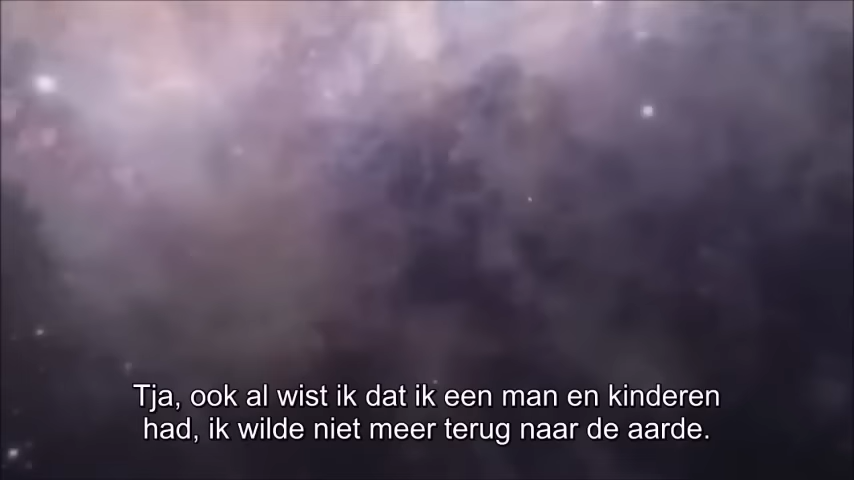 Tja, ook al wist ik dat ik een man en kinderen
had, ik wilde niet meer terug naar de aarde.